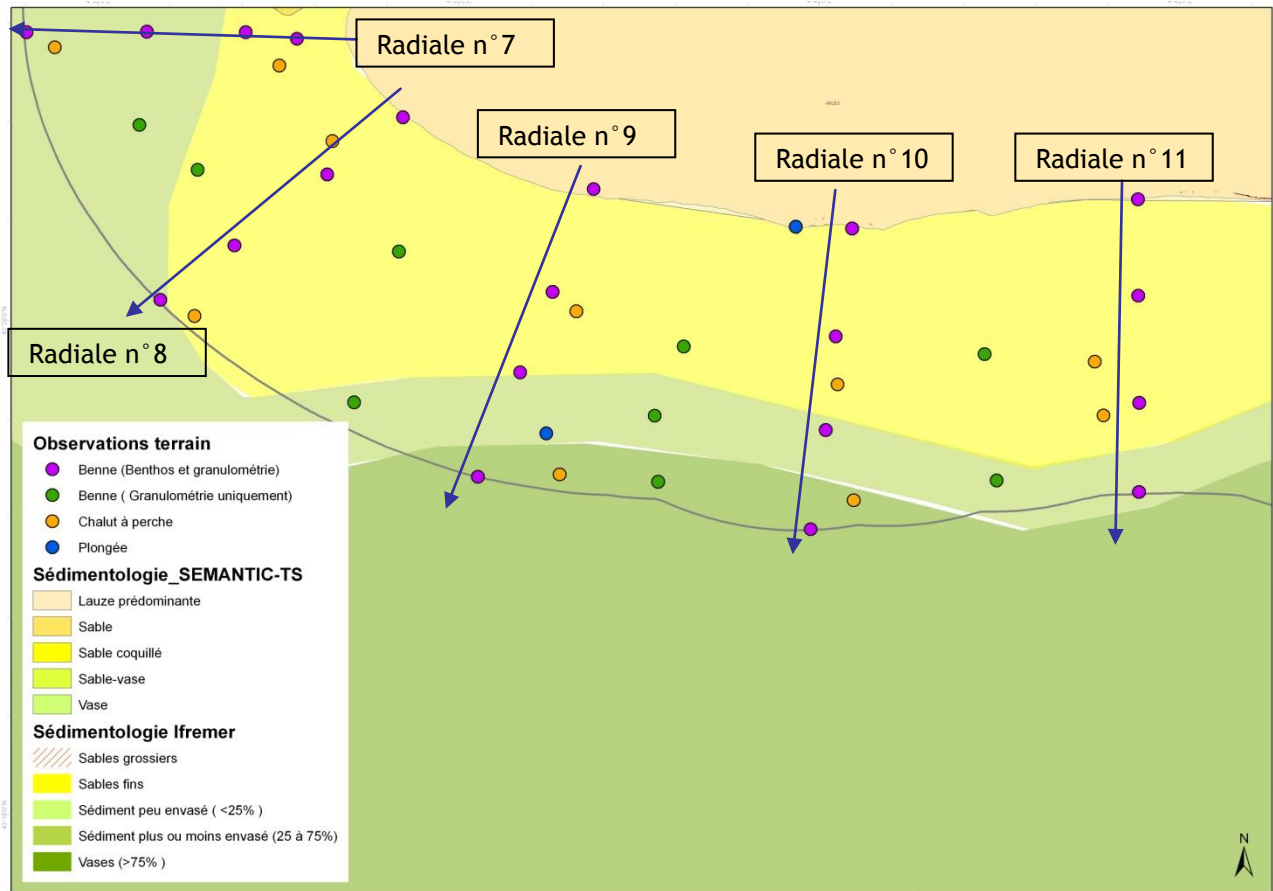 Radiale n°7
Radiale n°9
Radiale n°10
Radiale n°11
ARLES
Radiale n°8
Observations terrain
Benne (Benthos et granulométrie)
Benne ( Granulométrie uniquement)
Chalut à perche
Plongée
Sédimentologie_SEMANTIC-TS
Lauze prédominante
Sable
Sable coquillé
Sable-vase
Vase
Sédimentologie Ifremer
Sables grossiers
Sables fins
Sédiment peu envasé ( <25% )
Sédiment plus ou moins envasé (25 à 75%)
Vases (>75% )
N